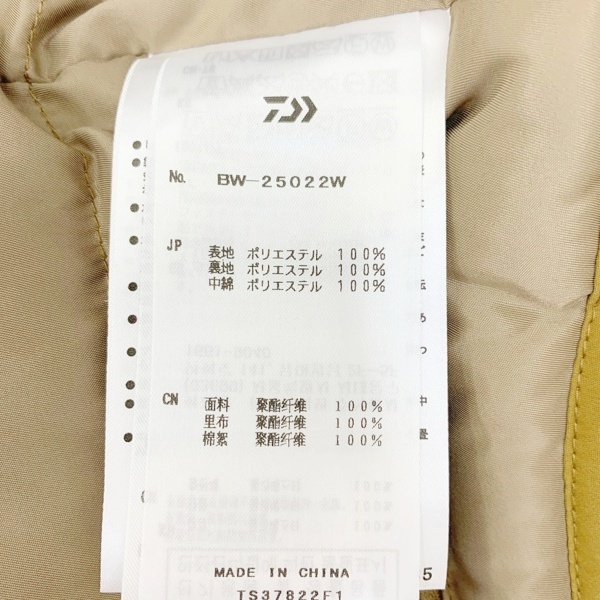 No. BW-25022W
JP 表地 ポリエステル 100%
裏地 ポリエステル 100%
中綿 ポリエステル 100%
CN 面料 聚酯纤维 100%
里布 聚酯纤维 100%
棉絮 聚酯纤维 100%
MADE IN CHINA
TS37822F1